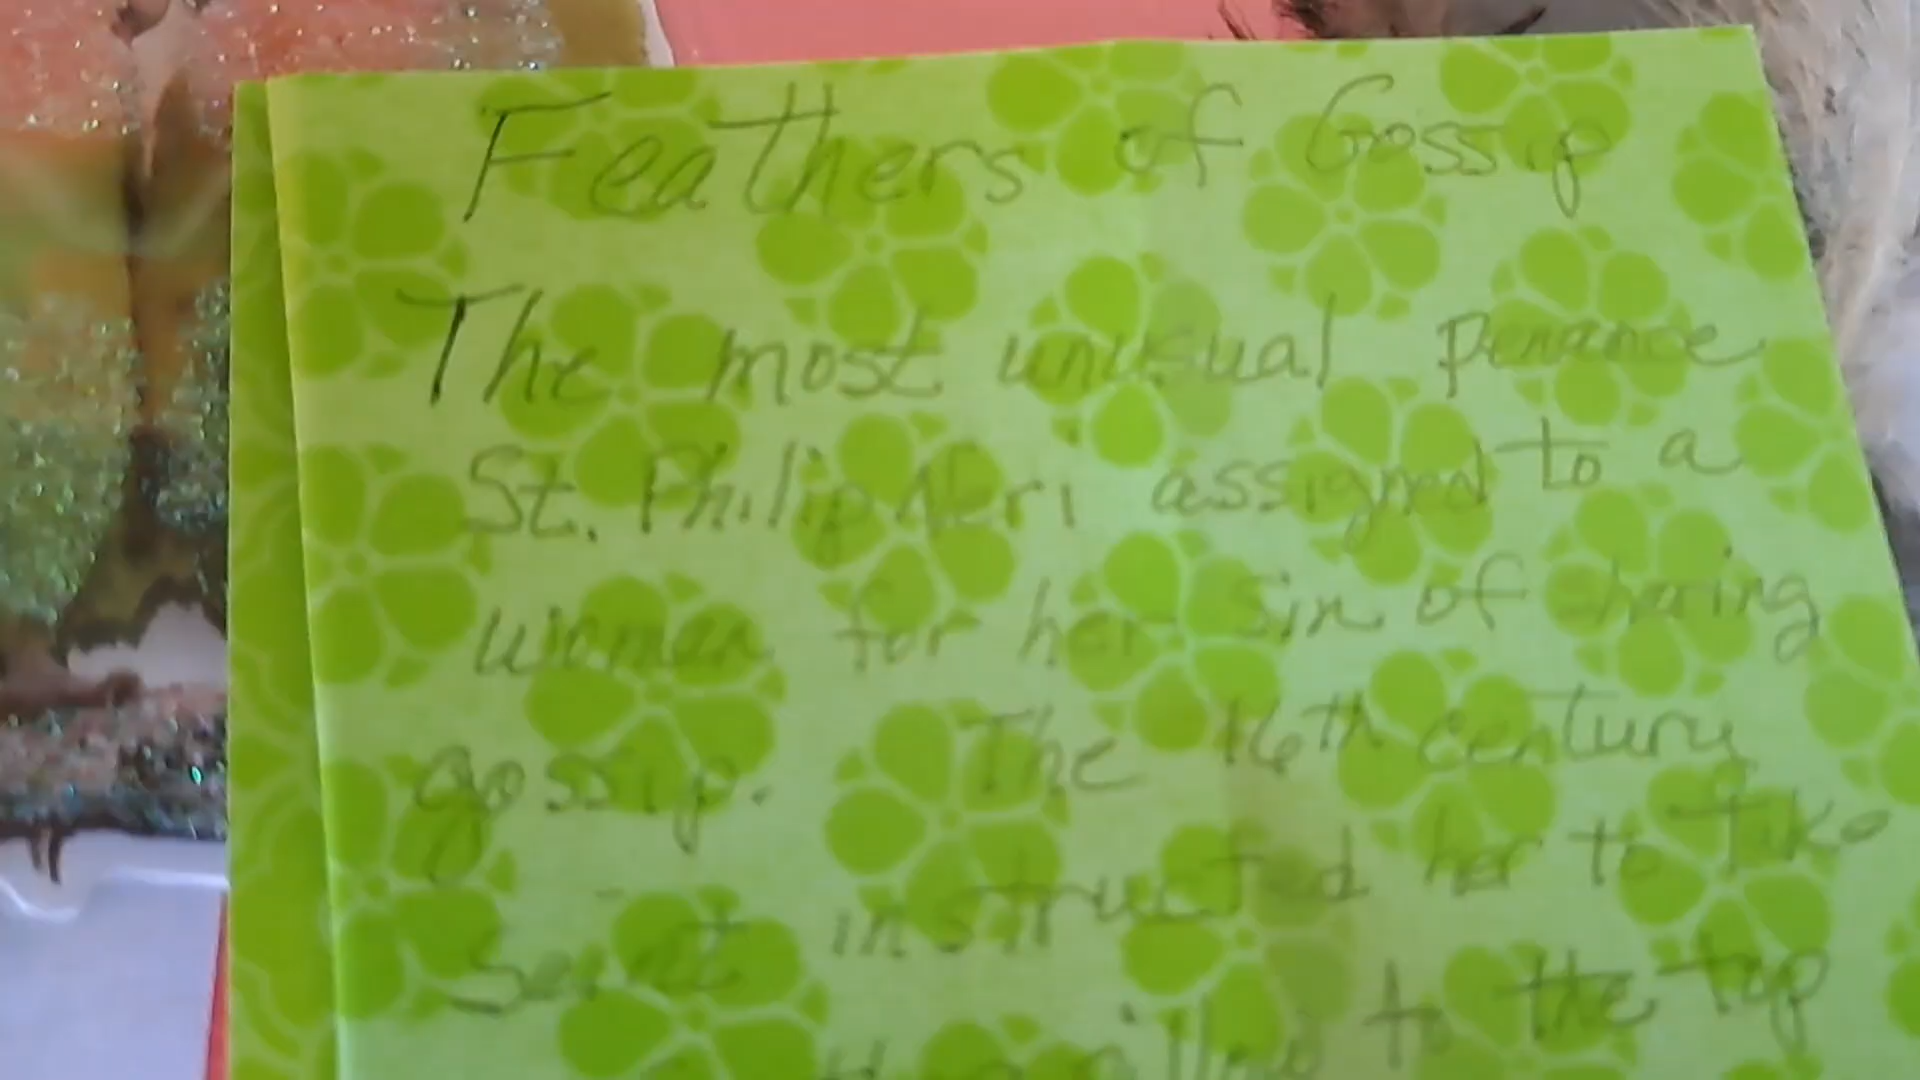 Feathers of Gossip
The most unusual penance
St. Philip Neri assigned to a
woman for her sin of sharing
gossip. The 16th century
saint instructed her to take
to the top